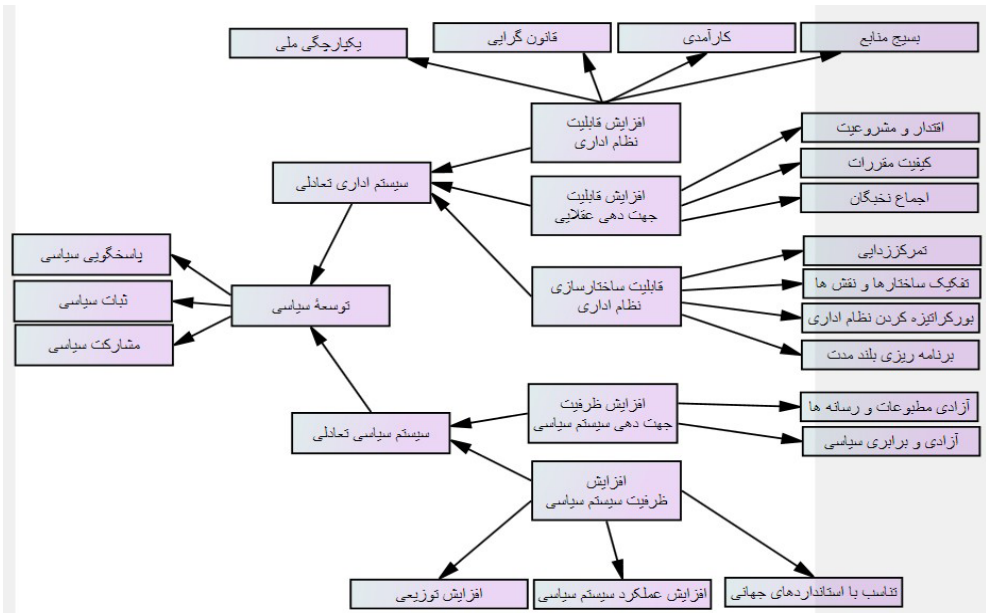 بسیج منابع
کارآمدی
قانون گرایی
یکپارچگی ملی
افزایش قابلیت
نظام اداری
اقتدار و مشروعیت
کیفیت مقررات
اجماع نخبگان
افزایش قابلیت
جهت دهی عقلایی
سیستم اداری تعادلی
تمرکززدایی
تفکیک ساختارها و نقش ها
بورکراتیزه کردن نظام اداری
برنامه ریزی بلند مدت
قابلیت ساختارسازی
نظام اداری
توسعۀ سیاسی
پاسخگویی سیاسی
ثبات سیاسی
مشارکت سیاسی
آزادی مطبوعات و رسانه ها
آزادی و برابری سیاسی
افزایش ظرفیت
جهت دهی سیستم سیاسی
سیستم سیاسی تعادلی
افزایش
ظرفیت سیستم سیاسی
تناسب با استانداردهای جهانی
افزایش عملکرد سیستم سیاسی
افزایش توزیعی